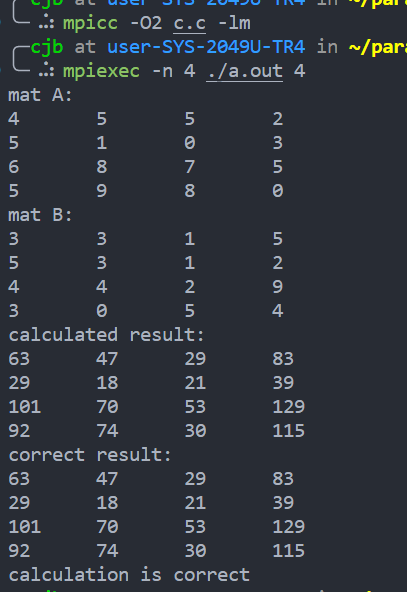 cjb at user-SYS-2049U-TR4 in ~/para
mpicc -O2 c.c -lm
cjb at user-SYS-2049U-TR4 in ~/para
mpiexec -n 4 ./a.out 4
mat A:
4 5 5 2
5 1 0 3
6 8 7 5
5 9 8 0
mat B:
3 3 1 5
5 3 1 2
4 4 2 9
3 0 5 4
calculated result:
63 47 29 83
29 18 21 39
101 70 53 129
92 74 30 115
correct result:
63 47 29 83
29 18 21 39
101 70 53 129
92 74 30 115
calculation is correct